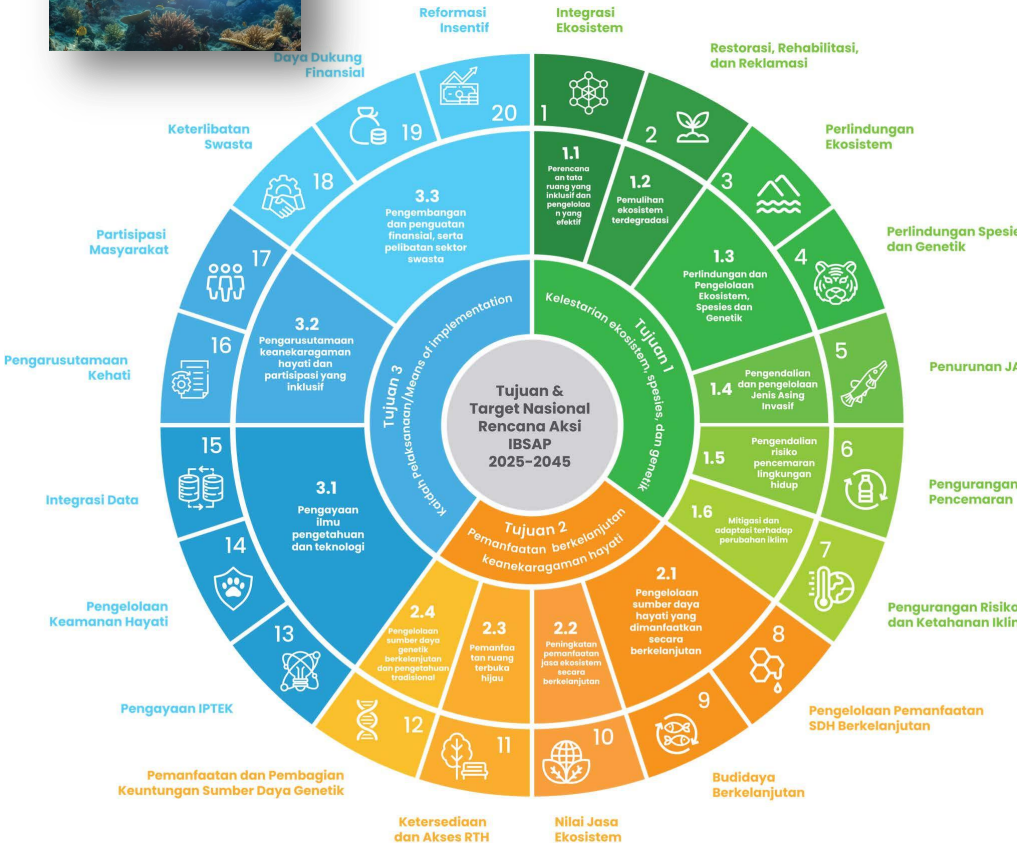 Tujuan &
Target Nasional
Rencana Aksi
IBSAP
2025-2045
Tujuan 1
Kelestarian ekosistem, spesies, dan genetik
Tujuan 2
Pemanfaatan berkelanjutan
keanekaragaman hayati
Tujuan 3
Kaidah Pelaksanaan/Means of implementation
1.1
Perencana
an tata
ruang yang
inklusif dan
pengelolaa
n yang
efektif
1.2
Pemulihan
ekosistem
terdegradasi
1.3
Perlindungan dan
Pengelolaan
Ekosistem,
Spesies dan
Genetik
1.4
Pengendalian
dan pengelolaan
Jenis Asing
Invasif
1.5
Pengendalian
risiko
pencemaran
lingkungan
hidup
1.6
Mitigasi dan
adaptasi terhadap
perubahan iklim
2.1
Pengelolaan
sumber daya
hayati yang
dimanfaatkan
secara
berkelanjutan
2.2
Peningkatan
pemanfaatan
jasa ekosistem
secara
berkelanjutan
2.3
Pemanfaa
tan ruang
terbuka
hijau
2.4
Pengelolaan
sumber daya
genetik
berkelanjutan
dan pengetahuan
tradisional
3.1
Pengayaan
ilmu
pengetahuan
dan teknologi
3.2
Pengarusutamaan
keanekaragaman
hayati dan
partisipasi yang
inklusif
3.3
Pengembangan
dan penguatan
finansial, serta
pelibatan sektor
swasta
1
Integrasi
Ekosistem
2
Restorasi, Rehabilitasi,
dan Reklamasi
3
Perlindungan
Ekosistem
4
Perlindungan Spesie
dan Genetik
5
Penurunan JA
6
Pengurangan
Pencemaran
7
Pengurangan Risiko
dan Ketahanan Iklim
8
Pengelolaan Pemanfaatan
SDH Berkelanjutan
9
Budidaya
Berkelanjutan
10
Nilai Jasa
Ekosistem
11
Ketersediaan
dan Akses RTH
12
Pemanfaatan dan Pembagian
Keuntungan Sumber Daya Genetik
13
Pengayaan IPTEK
14
Pengelolaan
Keamanan Hayati
15
Integrasi Data
16
Pengarusutamaan
Kehati
17
Partisipasi
Masyarakat
18
Keterlibatan
Swasta
19
Daya Dukung
Finansial
20
Reformasi
Insentif